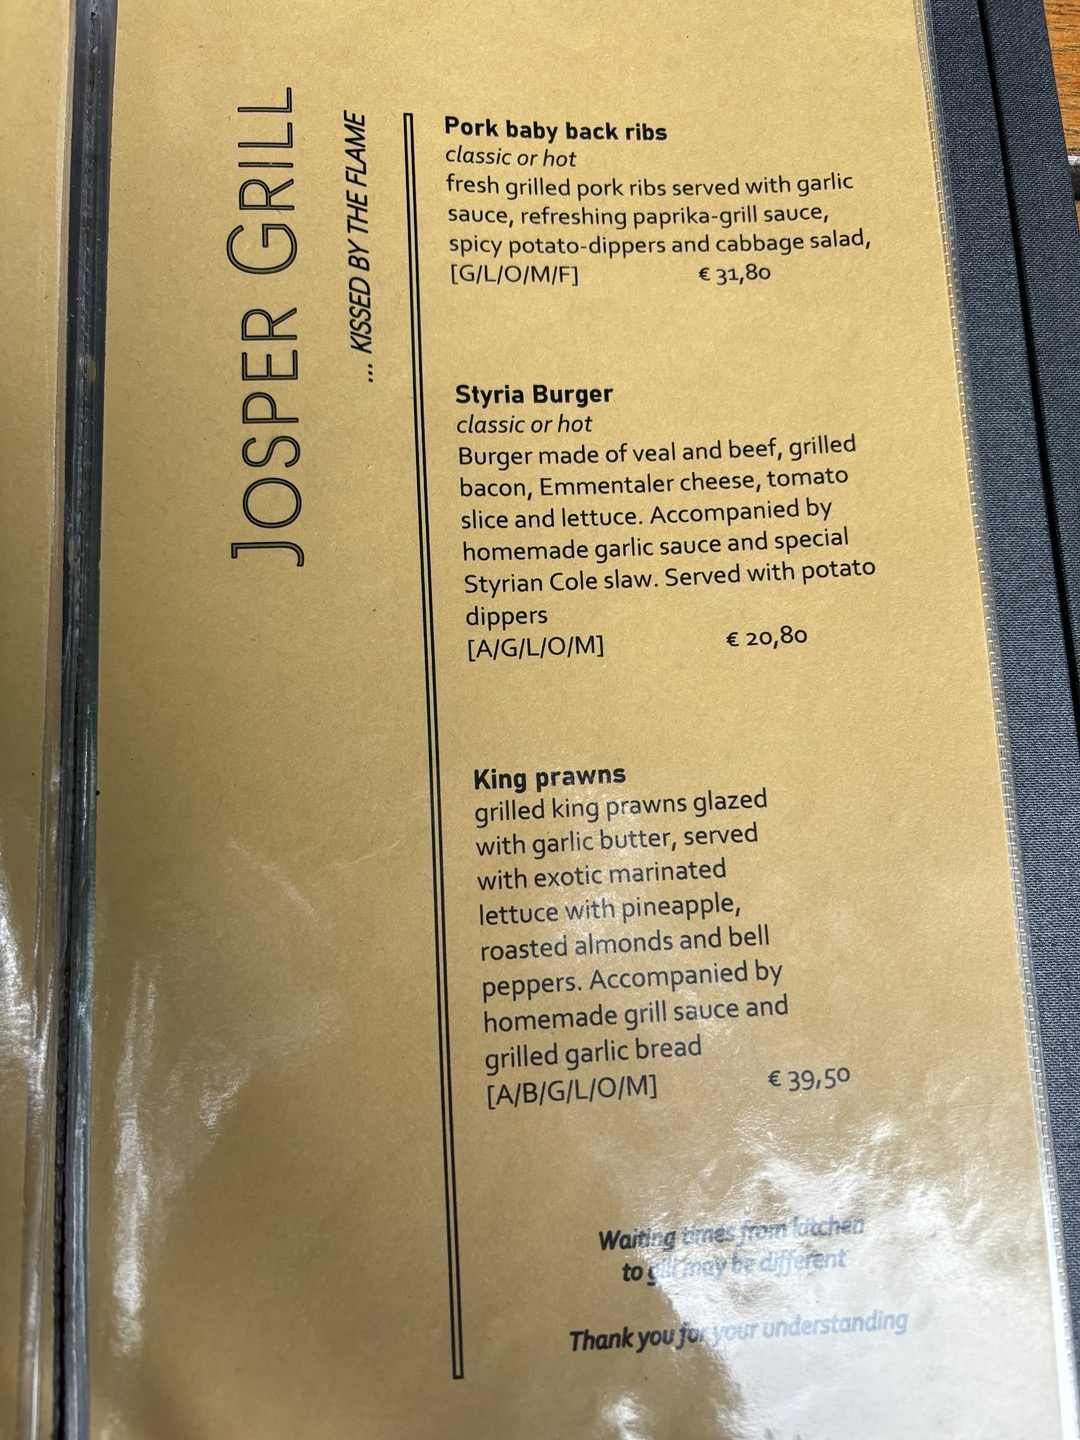 JOSPER GRILL
... KISSED BY THE FLAME
Pork baby back ribs
classic or hot
fresh grilled pork ribs served with garlic
sauce, refreshing paprika-grill sauce,
spicy potato-dippers and cabbage salad,
[G/L/O/M/F] € 31,80
Styria Burger
classic or hot
Burger made of veal and beef, grilled
bacon, Emmentaler cheese, tomato
slice and lettuce. Accompanied by
homemade garlic sauce and special
Styrian Cole slaw. Served with potato
dippers
[A/G/L/O/M] € 20,80
King prawns
grilled king prawns glazed
with garlic butter, served
with exotic marinated
lettuce with pineapple,
roasted almonds and bell
peppers. Accompanied by
homemade grill sauce and
grilled garlic bread
[A/B/G/L/O/M] € 39,50
Waiting times from kitchen
to gill may be different
Thank you for your understanding